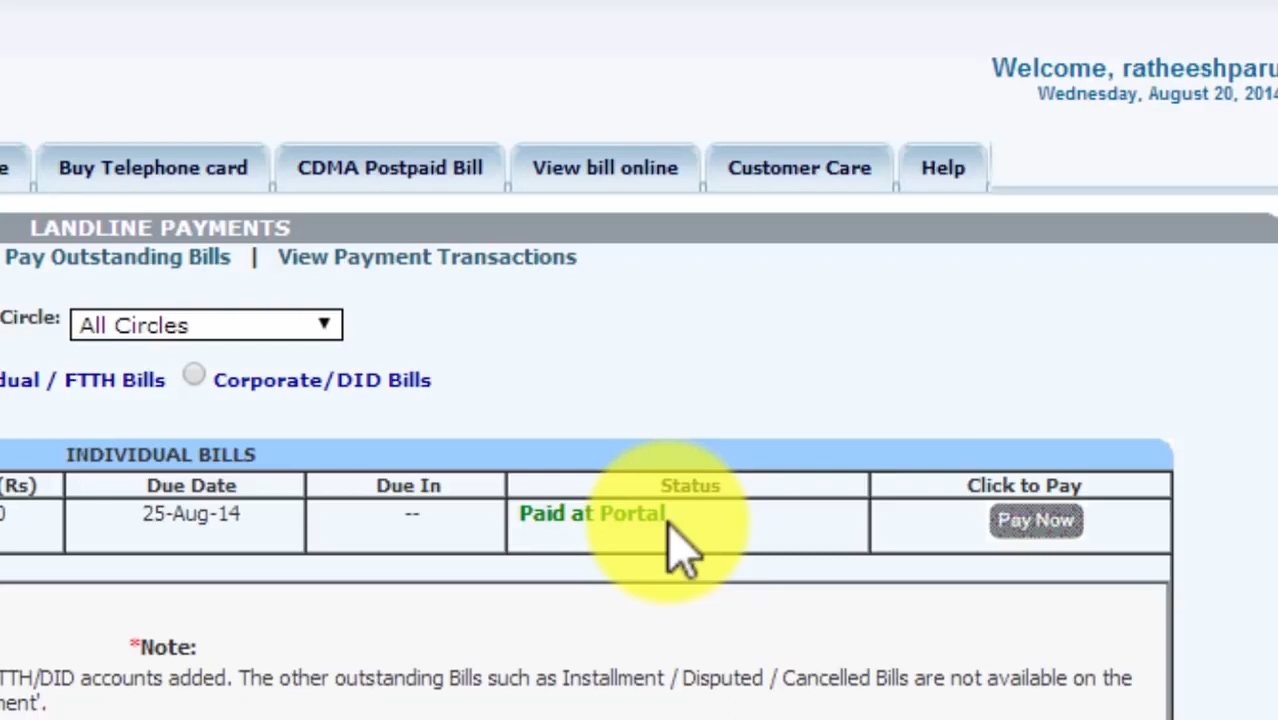 Welcome, ratheeshparu
Wednesday, August 20, 2014
e
Buy Telephone card
CDMA Postpaid Bill
View bill online
Customer Care
Help
LANDLINE PAYMENTS
Pay Outstanding Bills | View Payment Transactions
Circle: All Circles
dual / FTTH Bills Corporate/DID Bills
INDIVIDUAL BILLS
(Rs) Due Date Due In Status Click to Pay
0 25-Aug-14 -- Paid at Portal Pay Now
*Note:
TTH/DID accounts added. The other outstanding Bills such as Installment / Disputed / Cancelled Bills are not available on the
nent'.